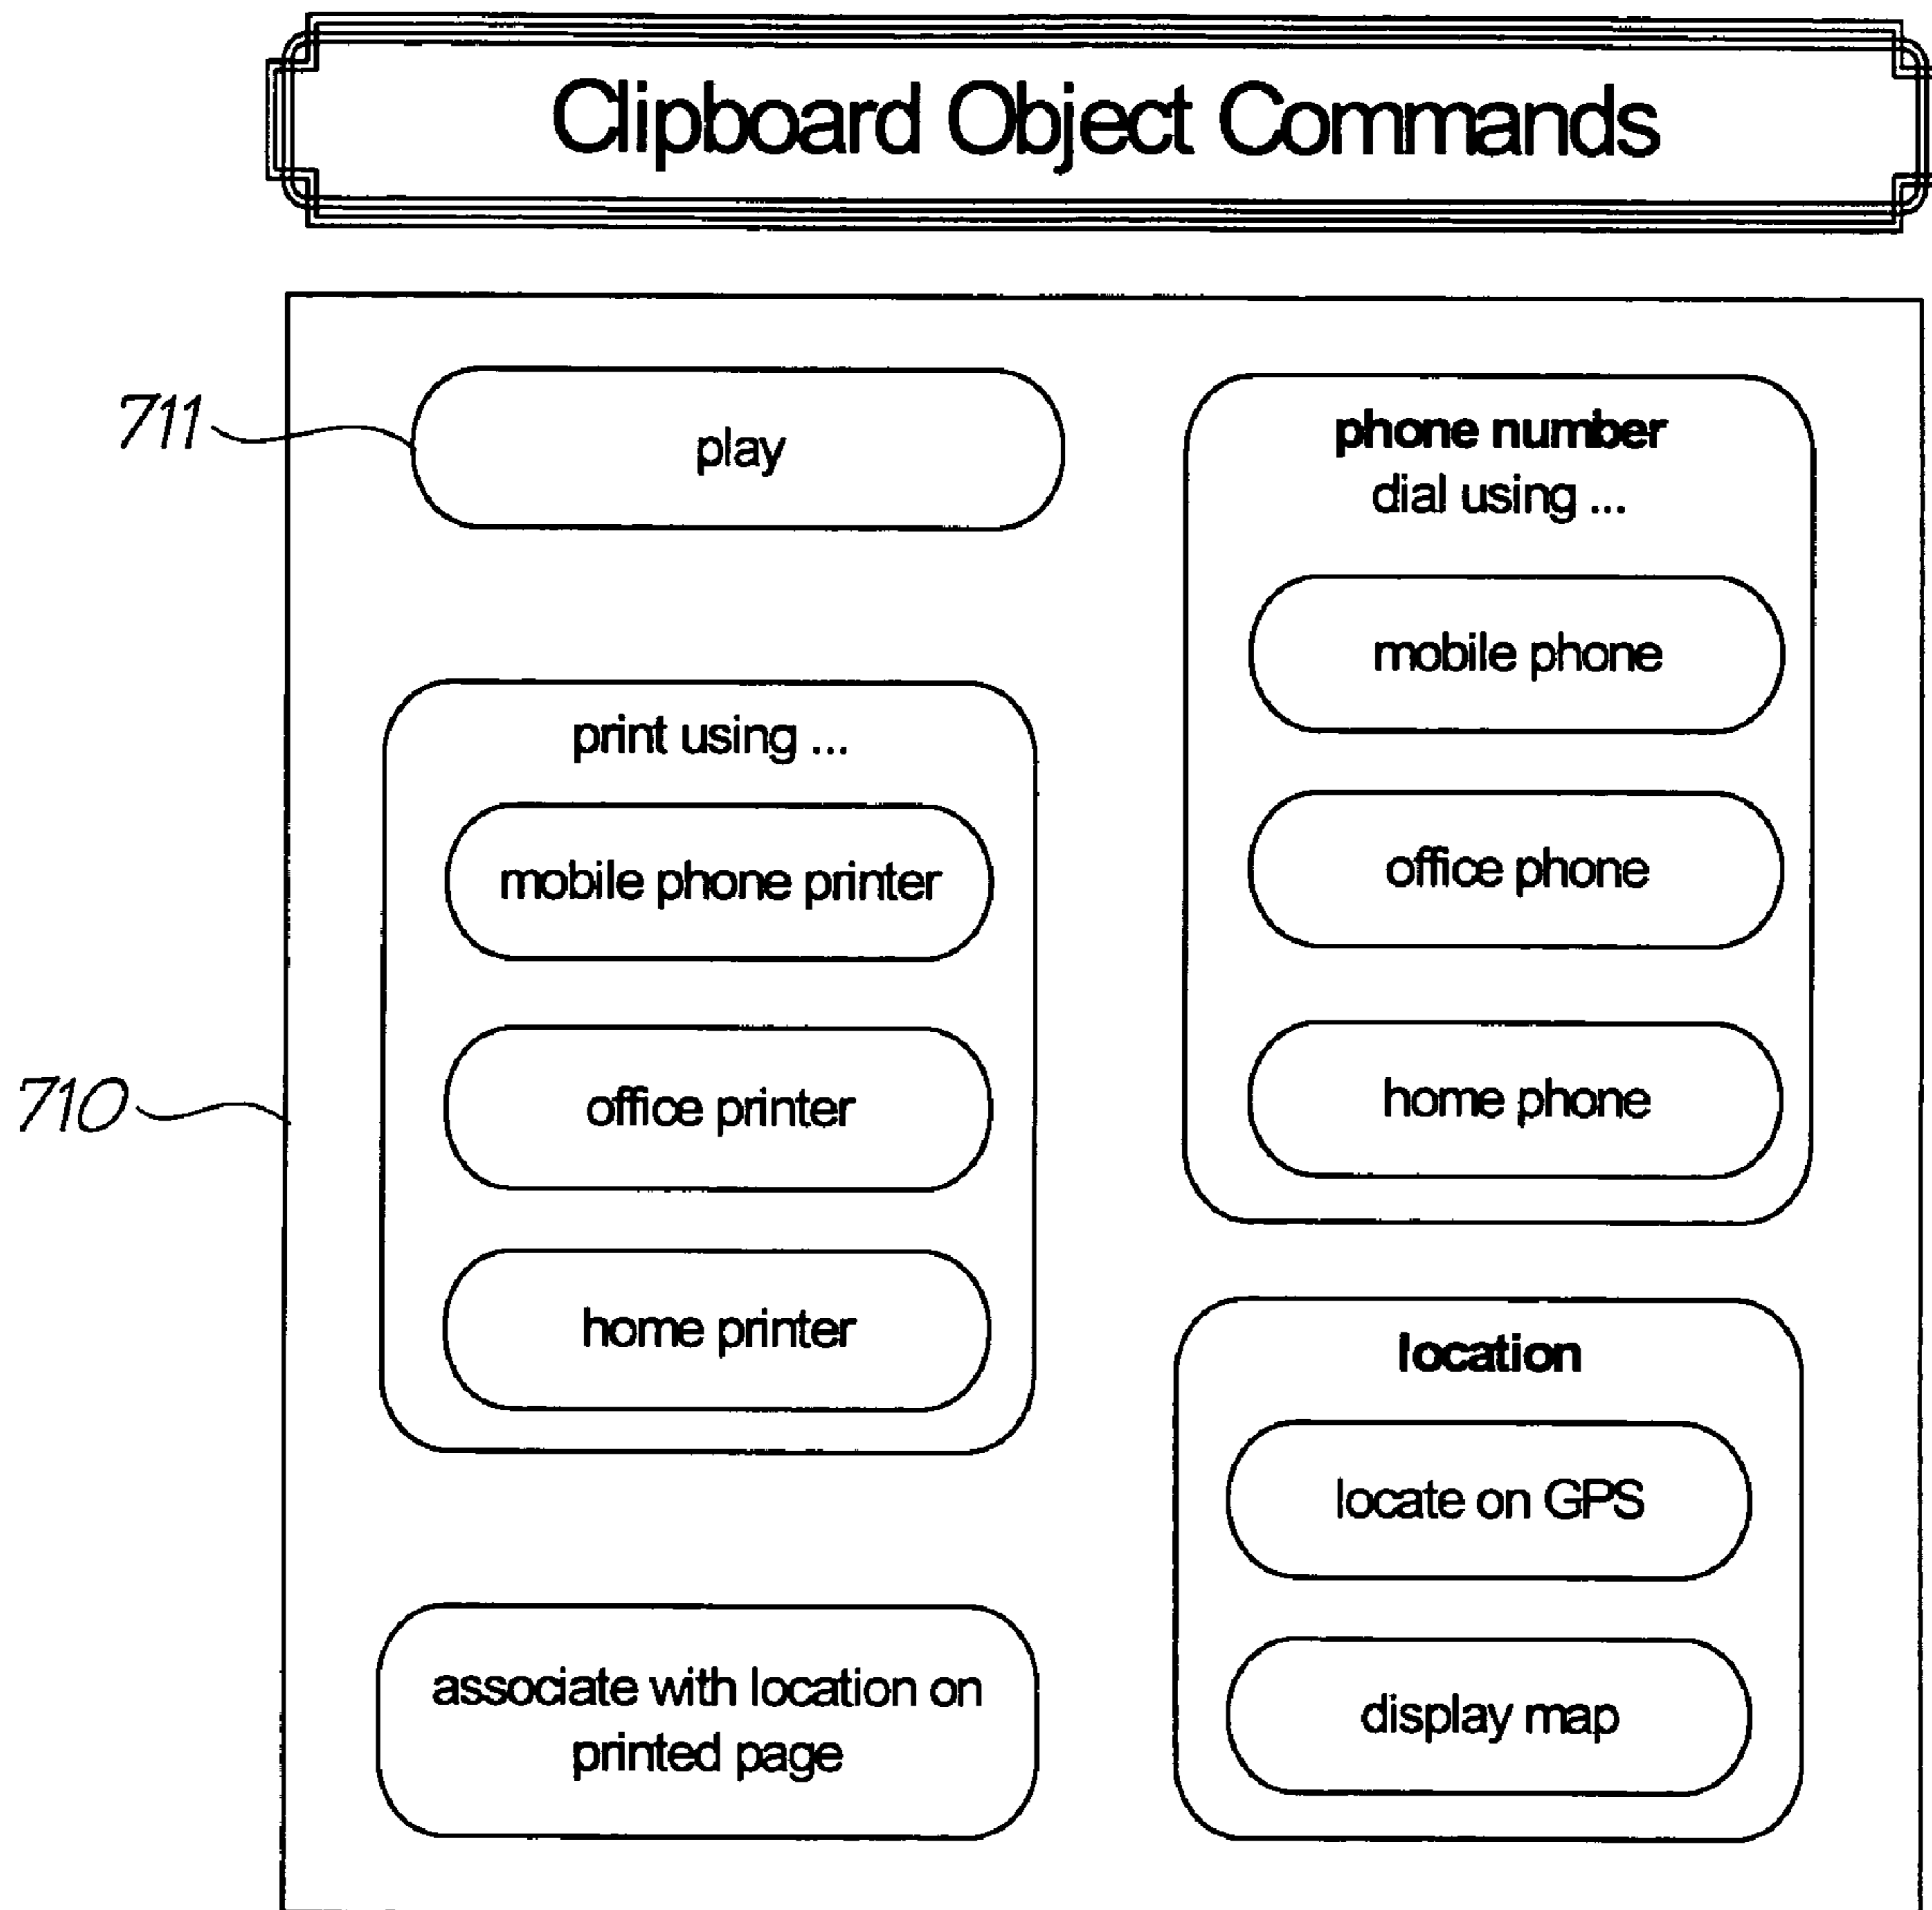 Clipboard Object Commands
711
play
710
print using ...
mobile phone printer
office printer
home printer
associate with location on
printed page
phone number
dial using ...
mobile phone
office phone
home phone
location
locate on GPS
display map